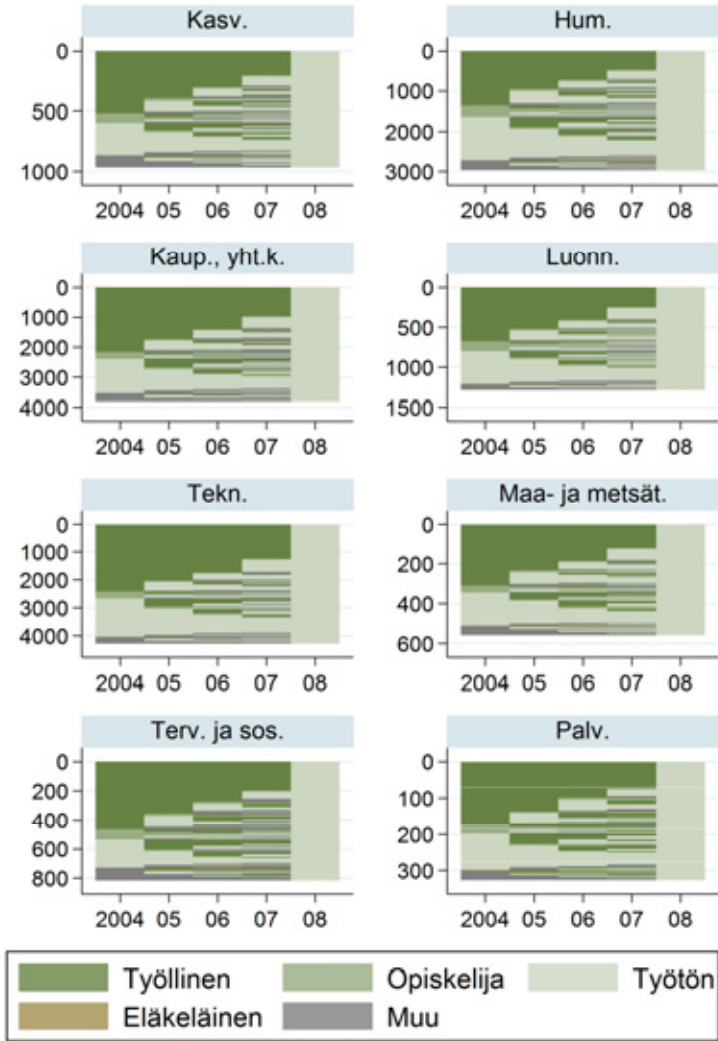 Kasv. Hum.
0 0
500 1000
1000 2000
3000
2004 05 06 07 08 2004 05 06 07 08
Kaup., yht.k. Luonn.
0 0
1000 500
2000 1000
3000 1500
4000
2004 05 06 07 08 2004 05 06 07 08
Tekn. Maa- ja metsät.
0 0
1000 200
2000 400
3000 600
4000
2004 05 06 07 08 2004 05 06 07 08
Terv. ja sos. Palv.
0 0
200 100
400 200
600 300
800
2004 05 06 07 08 2004 05 06 07 08
Työllinen Opiskelija Työtön
Eläkeläinen Muu